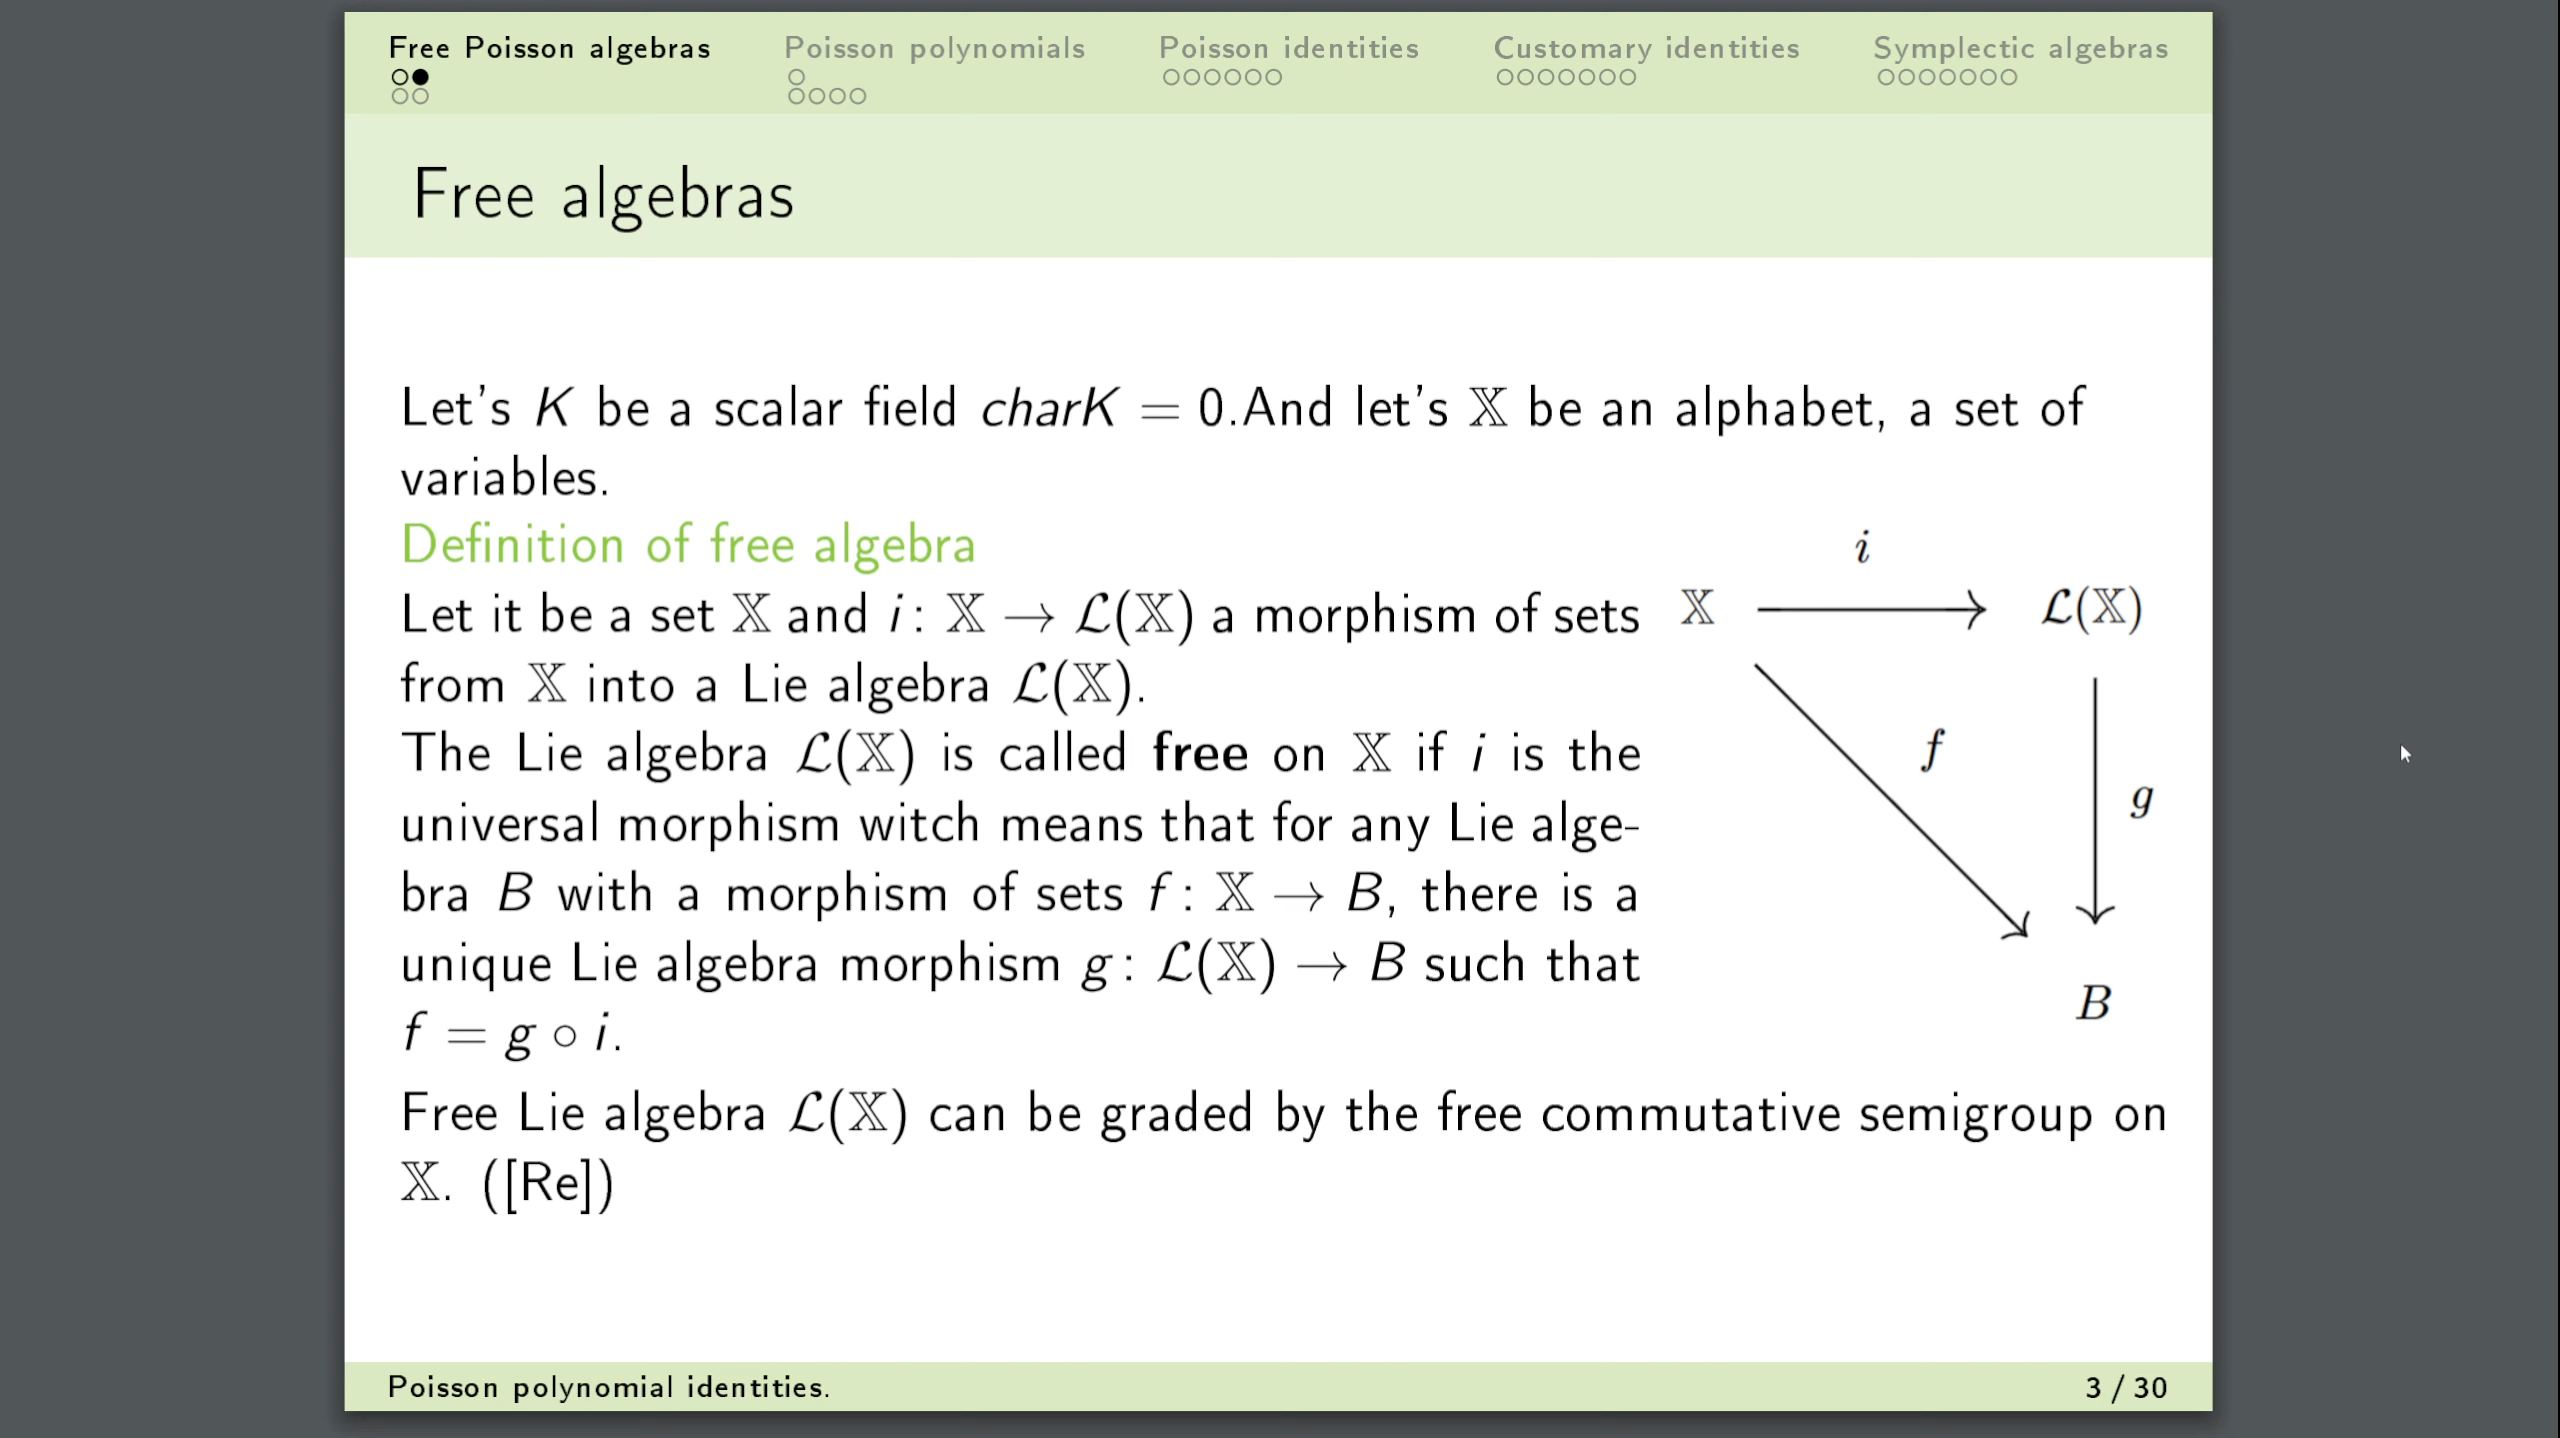 Free Poisson algebras Poisson polynomials Poisson identities Customary identities Symplectic algebras
Free algebras
Let's K be a scalar field charK = 0.And let's 𝕏 be an alphabet, a set of
variables.
Definition of free algebra
Let it be a set 𝕏 and i : 𝕏 → ℒ(𝕏) a morphism of sets
from 𝕏 into a Lie algebra ℒ(𝕏).
The Lie algebra ℒ(𝕏) is called free on 𝕏 if i is the
universal morphism witch means that for any Lie alge-
bra B with a morphism of sets f : 𝕏 → B, there is a
unique Lie algebra morphism g : ℒ(𝕏) → B such that
f = g ∘ i.
i
𝕏 ℒ(𝕏)
f
g
B
Free Lie algebra ℒ(𝕏) can be graded by the free commutative semigroup on
𝕏. ([Re])
Poisson polynomial identities. 3 / 30